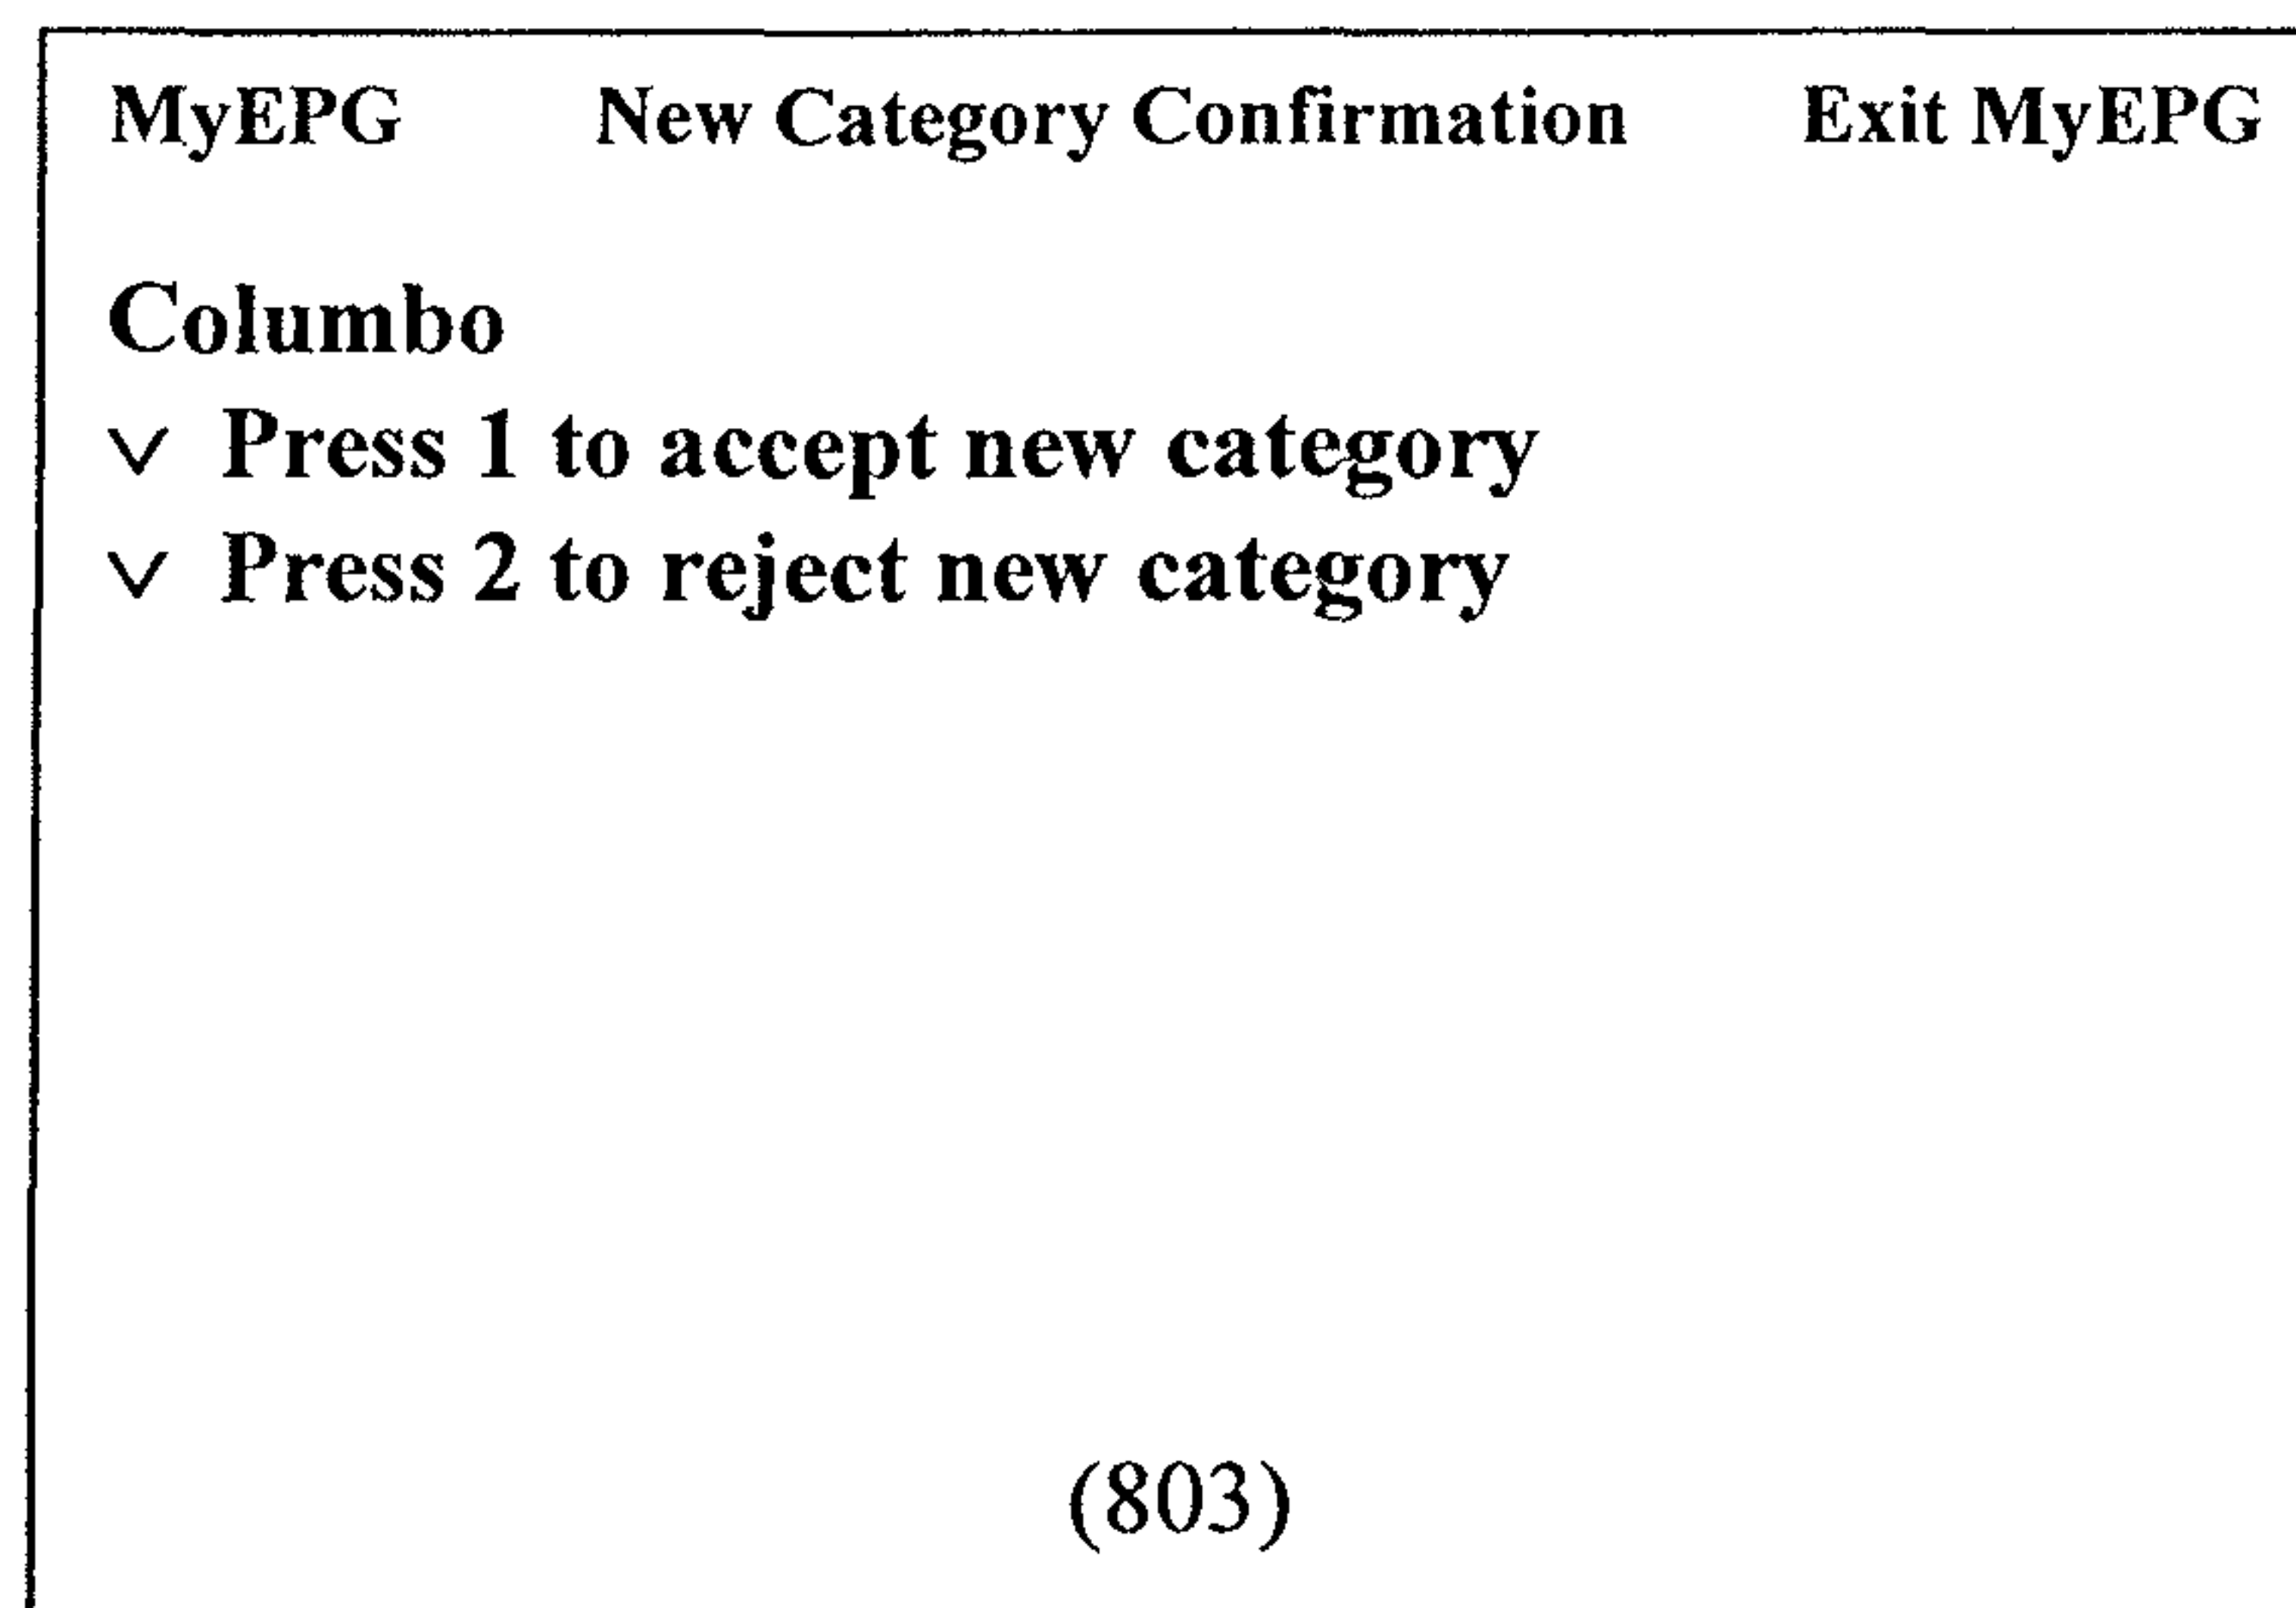 MyEPG New Category Confirmation Exit MyEPG
Columbo
∨ Press 1 to accept new category
∨ Press 2 to reject new category
(803)